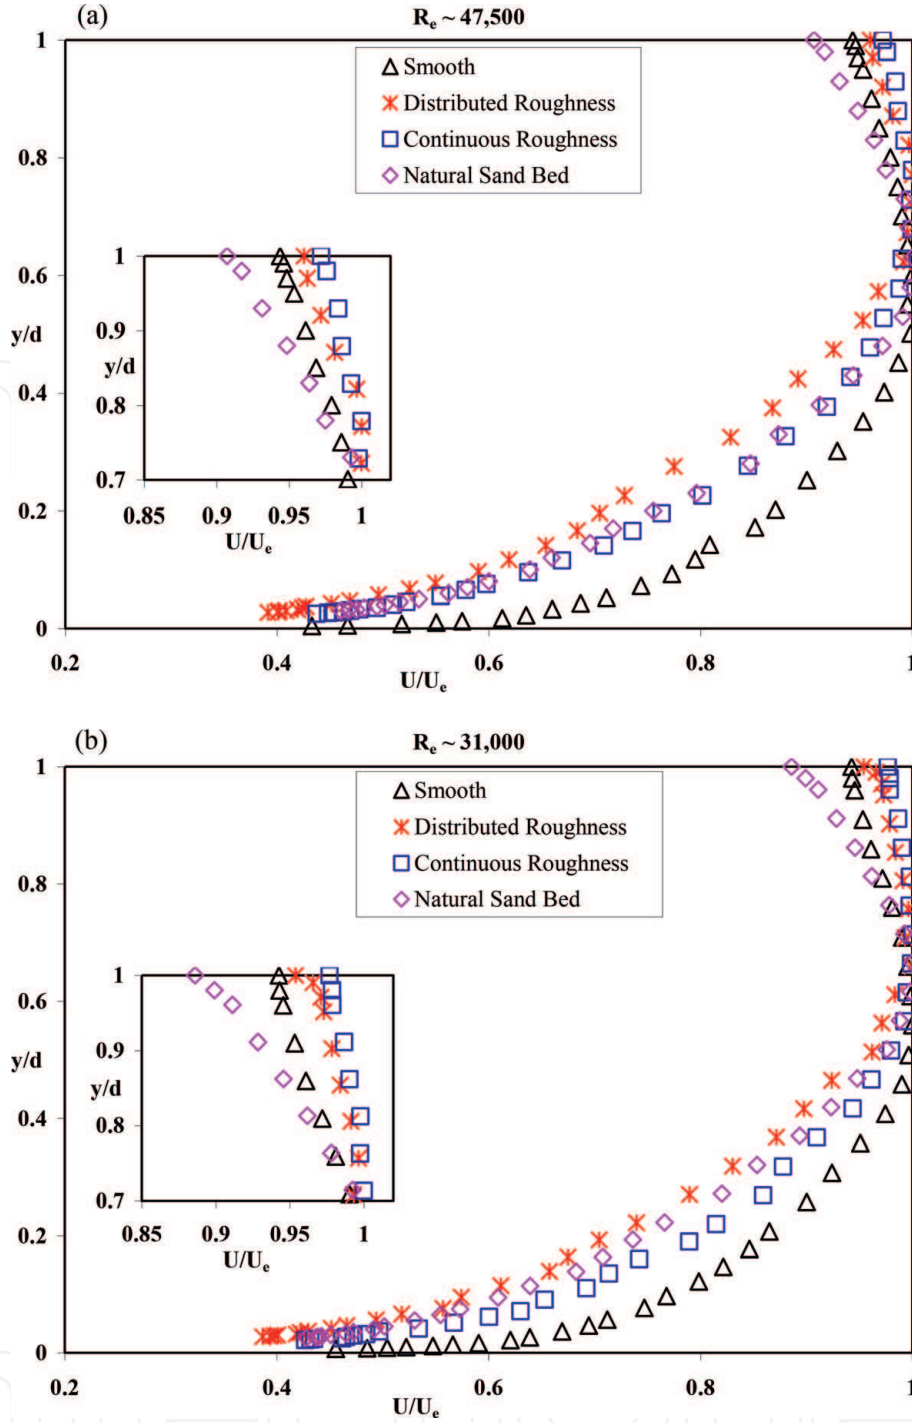 (a)
Re ~ 47,500
1
0.8
0.6
0.4
0.2
0
y/d
Smooth
Distributed Roughness
Continuous Roughness
Natural Sand Bed
1
0.9
0.8
0.7
y/d
0.85 0.9 0.95 1
U/Ue
0.2 0.4 0.6 0.8 1
U/Ue
(b)
Re ~ 31,000
1
0.8
0.6
0.4
0.2
0
y/d
Smooth
Distributed Roughness
Continuous Roughness
Natural Sand Bed
1
0.9
0.8
0.7
y/d
0.85 0.9 0.95 1
U/Ue
0.2 0.4 0.6 0.8 1
U/Ue